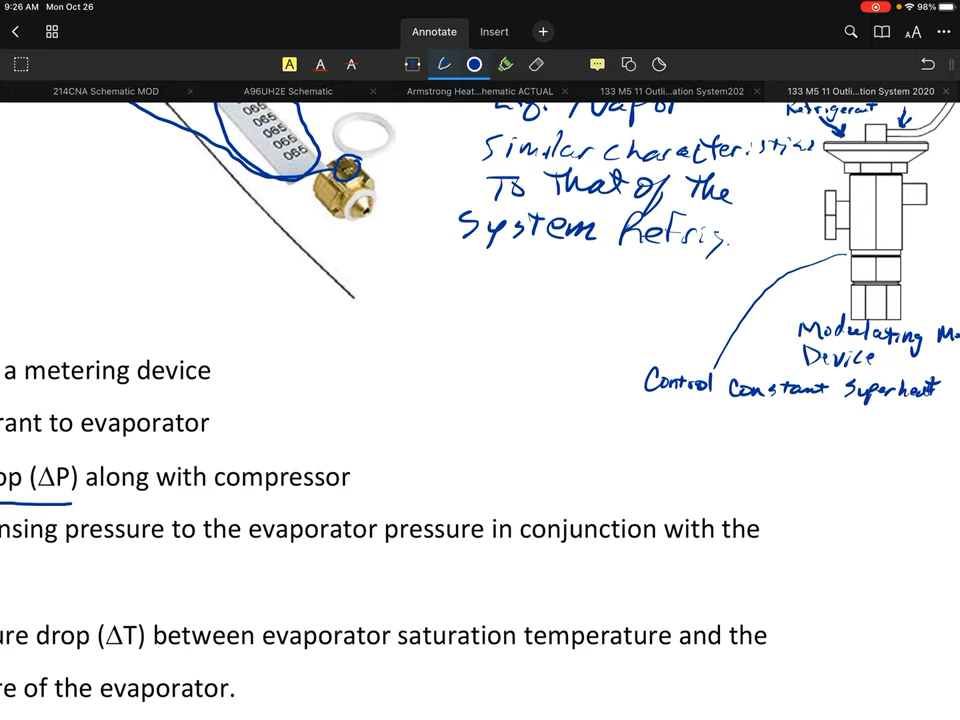 9:26 AM Mon Oct 26
98%
Annotate
Insert
AA
214CNA Schematic MOD
A96UH2E Schematic
Armstrong Heat...hematic ACTUAL
133 M5 11 Outli...ation System202
133 M5 11 Outli...tion System 2020
065
065
065
065
Liq. / Vapor
Refrigerant
Similar characteristics
To That of the
System Refrig.
Modulating M
Device
Control Constant Superheat
a metering device
rant to evaporator
op (ΔP) along with compressor
nsing pressure to the evaporator pressure in conjunction with the
ure drop (ΔT) between evaporator saturation temperature and the
re of the evaporator.